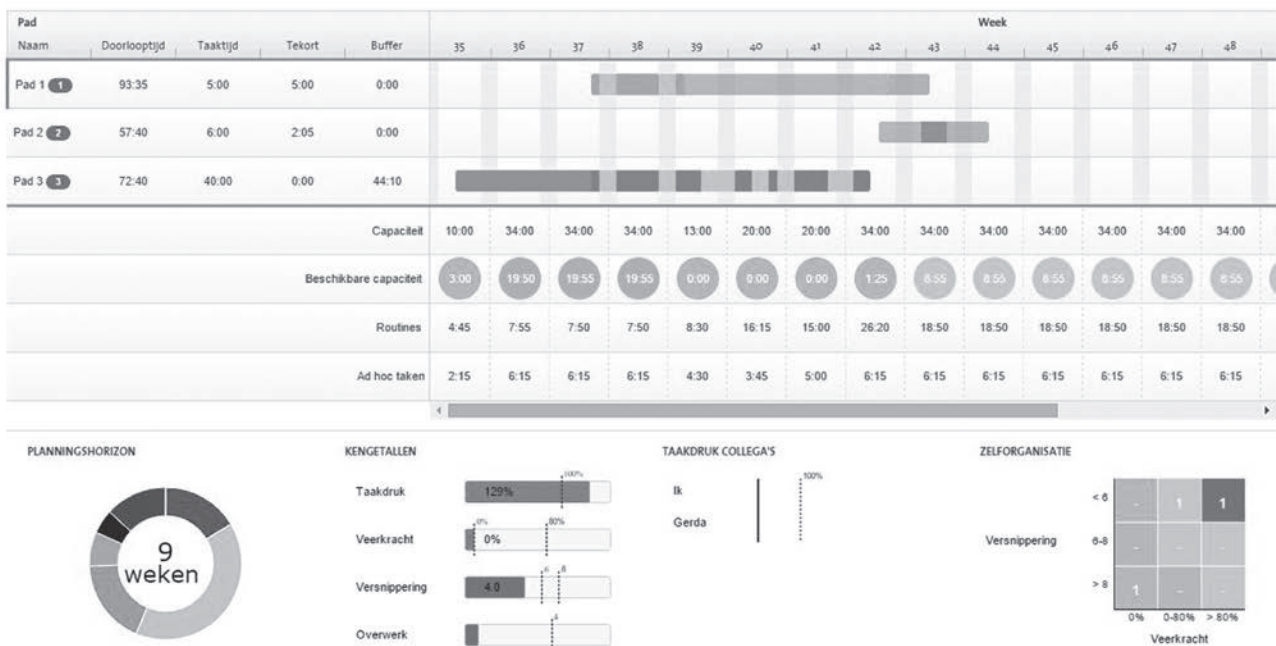 Pad Week
Naam Doorlooptijd Taaktijd Tekort Buffer 35 36 37 38 39 40 41 42 43 44 45 46 47 48
Pad 1 1 93:35 5:00 5:00 0:00
Pad 2 2 57:40 6:00 2:05 0:00
Pad 3 3 72:40 40:00 0:00 44:10
Capaciteit 10:00 34:00 34:00 34:00 13:00 20:00 20:00 34:00 34:00 34:00 34:00 34:00 34:00 34:00
Beschikbare capaciteit 3:00 19:50 19:55 19:55 0:00 0:00 0:00 1:25 8:55 8:55 8:55 8:55 8:55 8:55
Routines 4:45 7:55 7:50 7:50 8:30 16:15 15:00 26:20 18:50 18:50 18:50 18:50 18:50 18:50
Ad hoc taken 2:15 6:15 6:15 6:15 4:30 3:45 5:00 6:15 6:15 6:15 6:15 6:15 6:15 6:15
PLANNINGSHORIZON
9
weken
KENGETALLEN
100%
Taakdruk 129%
0% 80%
Veerkracht 0%
6 8
Versnippering 4.0
Overwerk
TAAKDRUK COLLEGA'S
100%
Ik
Gerda
ZELFORGANISATIE
< 6 - 1 1
Versnippering 6-8 - - -
> 8 1 - -
0% 0-80% > 80%
Veerkracht